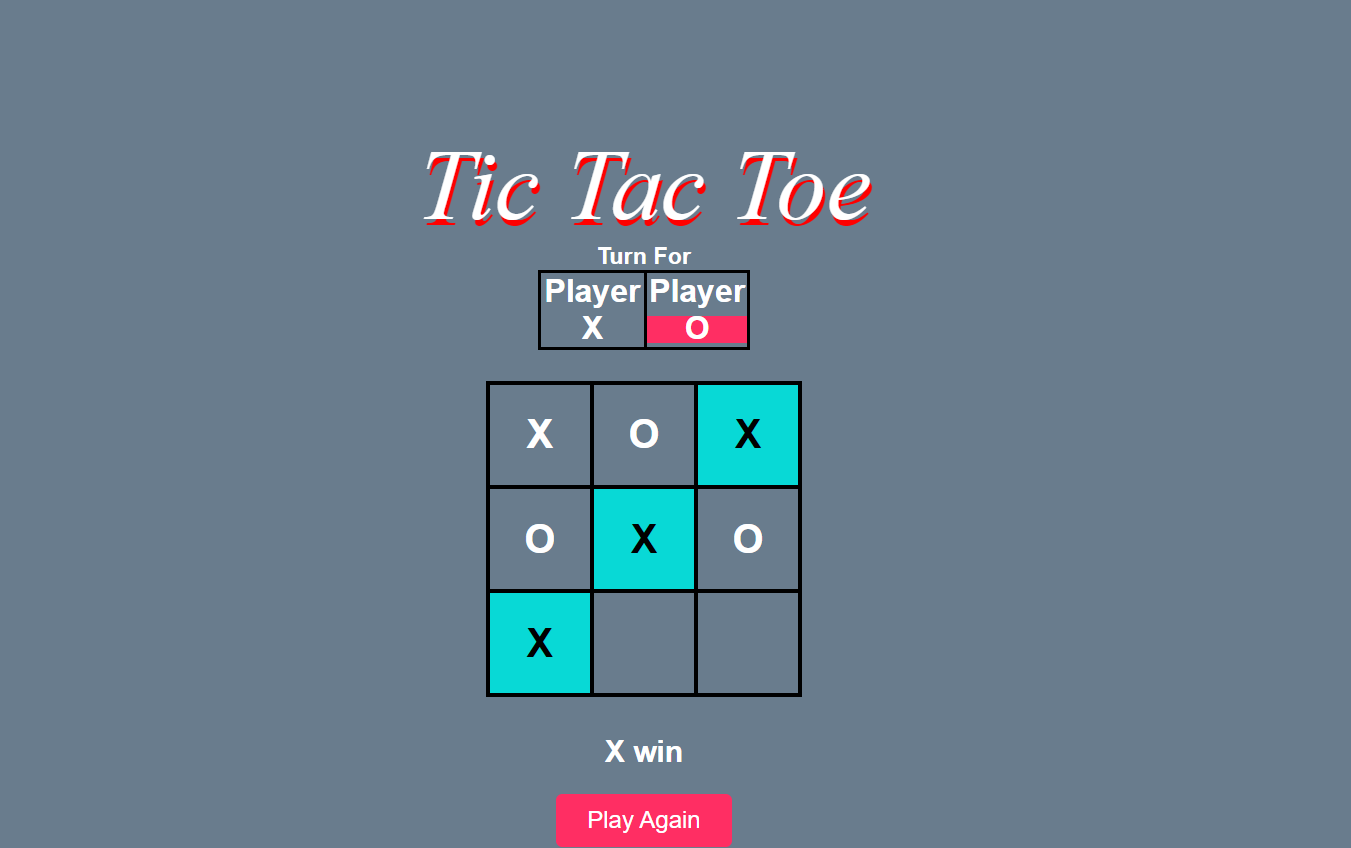 Tic Tac Toe
Turn For
Player Player
X O
X O X
O X O
X
X win
Play Again